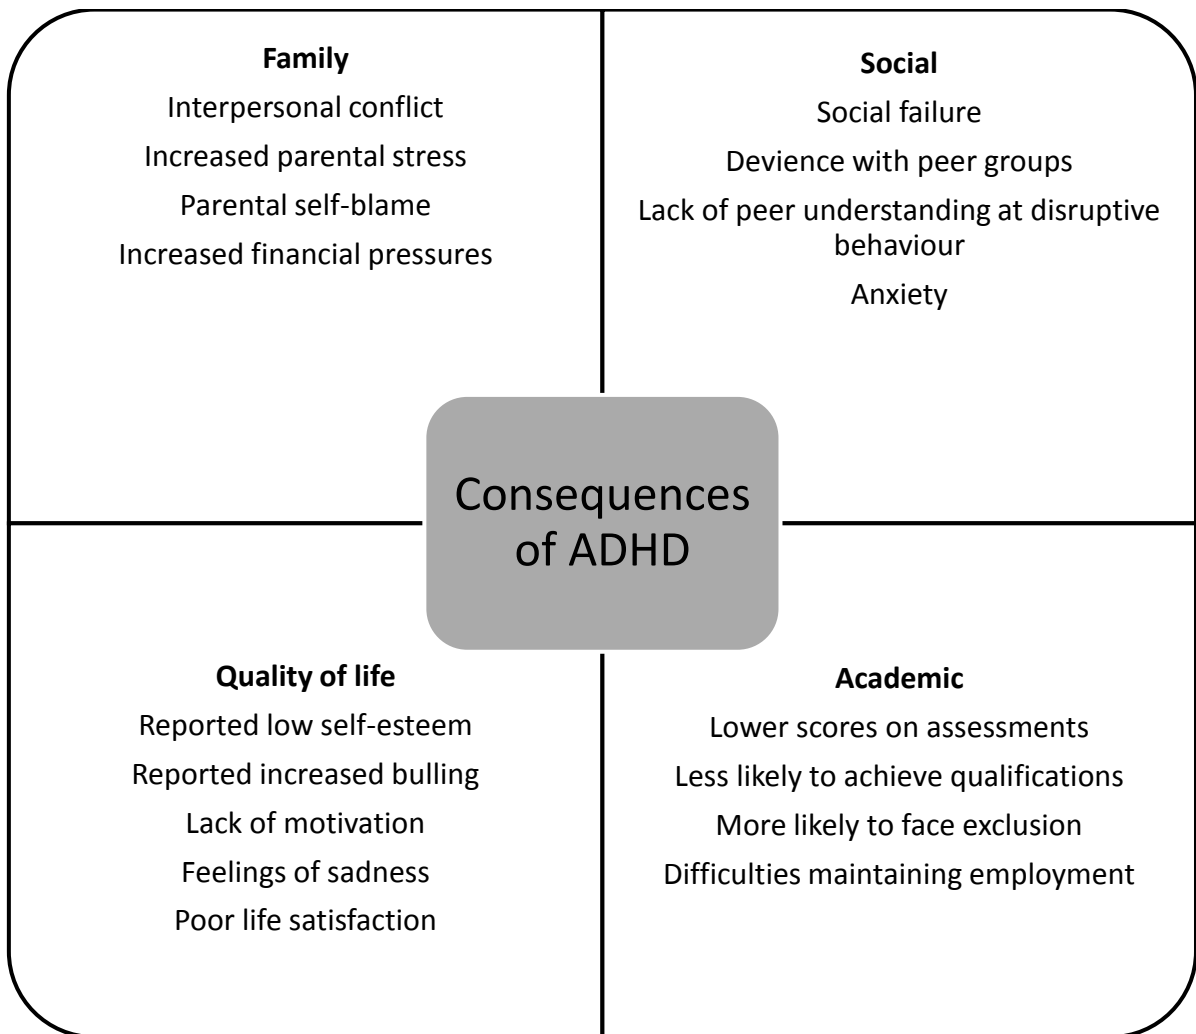 Family
Interpersonal conflict
Increased parental stress
Parental self-blame
Increased financial pressures
Social
Social failure
Devience with peer groups
Lack of peer understanding at disruptive
behaviour
Anxiety
Consequences
of ADHD
Quality of life
Reported low self-esteem
Reported increased bulling
Lack of motivation
Feelings of sadness
Poor life satisfaction
Academic
Lower scores on assessments
Less likely to achieve qualifications
More likely to face exclusion
Difficulties maintaining employment